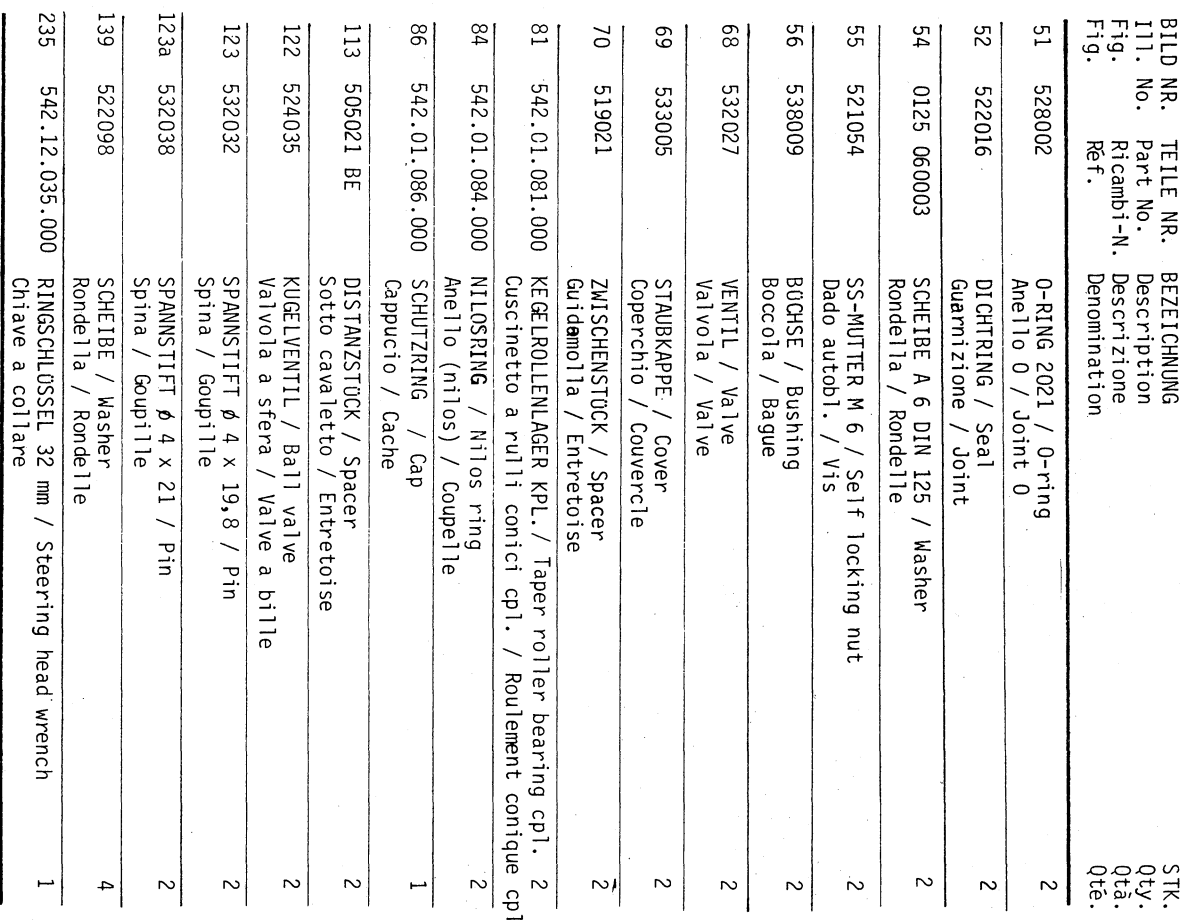 BILD NR. TEILE NR. BEZEICHNUNG STK.
Ill. No. Part No. Description Qty.
Fig. Ricambi-N. Descrizione Qtà.
Fig. Réf. Denomination Qté.
51 528002 O-RING 2021 / O-ring 2
Anello O / Joint O
52 522016 DICHTRING / Seal 2
Guarnizione / Joint
54 0125 060003 SCHEIBE A 6 DIN 125 / Washer 2
Rondella / Rondelle
55 521054 SS-MUTTER M 6 / Self locking nut 2
Dado autobl. / Vis
56 538009 BÜCHSE / Bushing 2
Boccola / Bague
68 532027 VENTIL / Valve 2
Valvola / Valve
69 533005 STAUBKAPPE / Cover 2
Coperchio / Couvercle
70 519021 ZWISCHENSTÜCK / Spacer 2
Guidamolla / Entretoise
81 542.01.081.000 KEGELROLLENLAGER KPL. / Taper roller bearing cpl. 2
Cuscinetto a rulli conici cpl. / Roulement conique cpl
84 542.01.084.000 NILOSRING / Nilos ring 2
Anello (nilos) / Coupelle
86 542.01.086.000 SCHUTZRING / Cap 1
Cappucio / Cache
113 505021 BE DISTANZSTÜCK / Spacer 2
Sotto cavaletto / Entretoise
122 524035 KUGELVENTIL / Ball valve 2
Valvola a sfera / Valve a bille
123 532032 SPANNSTIFT ø 4 x 19,8 / Pin 2
Spina / Goupille
123a 532038 SPANNSTIFT ø 4 x 21 / Pin 2
Spina / Goupille
139 522098 SCHEIBE / Washer 4
Rondella / Rondelle
235 542.12.035.000 RINGSCHLÜSSEL 32 mm / Steering head wrench 1
Chiave a collare